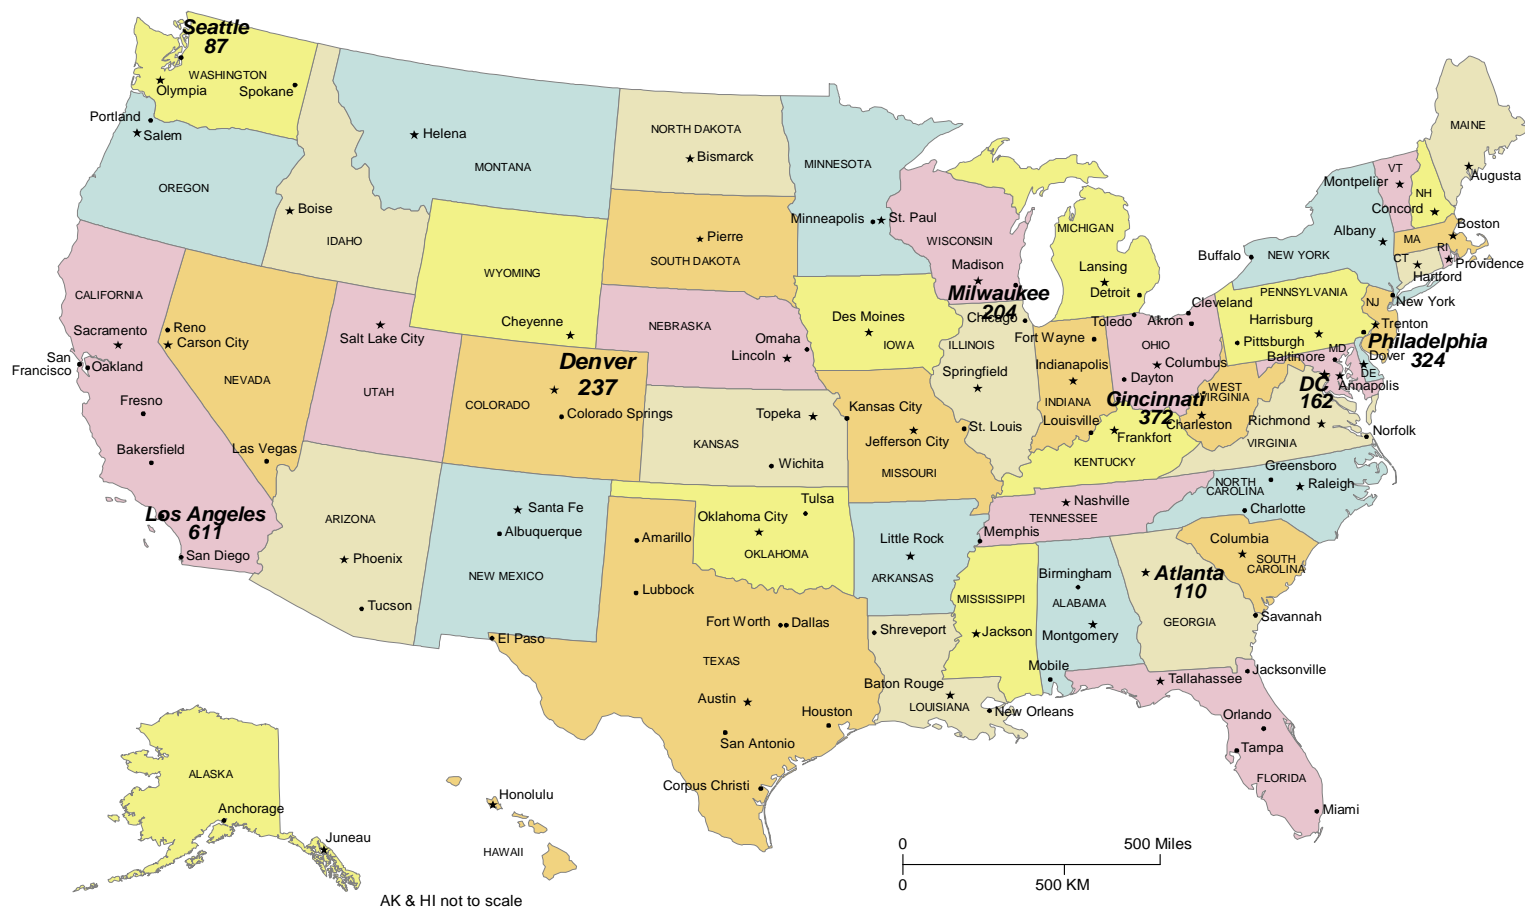 Seattle
87
WASHINGTON
Olympia
Spokane
Portland
Salem
OREGON
Helena
MONTANA
Boise
IDAHO
NORTH DAKOTA
Bismarck
MINNESOTA
Minneapolis
St. Paul
Pierre
SOUTH DAKOTA
WYOMING
Cheyenne
WISCONSIN
Madison
Milwaukee
204
Chicago
MICHIGAN
Lansing
Detroit
MAINE
Augusta
VT
Montpelier
NH
Concord
Albany
Boston
MA
RI
CT
Providence
Hartford
Buffalo
NEW YORK
New York
PENNSYLVANIA
Harrisburg
Pittsburgh
NJ
Trenton
Philadelphia
324
Cleveland
Toledo
Akron
OHIO
Columbus
Dayton
Cincinnati
372
Fort Wayne
Indianapolis
INDIANA
Louisville
ILLINOIS
Springfield
Des Moines
IOWA
NEBRASKA
Omaha
Lincoln
CALIFORNIA
Sacramento
San
Francisco
Oakland
Fresno
Bakersfield
Los Angeles
611
San Diego
Reno
Carson City
NEVADA
Las Vegas
Salt Lake City
UTAH
Denver
237
COLORADO
Colorado Springs
Topeka
KANSAS
Wichita
Kansas City
Jefferson City
St. Louis
MISSOURI
Frankfort
KENTUCKY
WEST
VIRGINIA
Charleston
MD
Baltimore
Dover
DE
Annapolis
DC
162
Richmond
VIRGINIA
Norfolk
ARIZONA
Phoenix
Tucson
Santa Fe
Albuquerque
NEW MEXICO
Oklahoma City
Tulsa
OKLAHOMA
Amarillo
Lubbock
Fort Worth
Dallas
El Paso
TEXAS
Austin
Houston
San Antonio
Corpus Christi
Little Rock
ARKANSAS
Nashville
TENNESSEE
Memphis
Greensboro
NORTH
CAROLINA
Raleigh
Charlotte
Columbia
SOUTH
CAROLINA
MISSISSIPPI
Jackson
Birmingham
ALABAMA
Montgomery
Mobile
Atlanta
110
GEORGIA
Savannah
Shreveport
Baton Rouge
LOUISIANA
New Orleans
Tallahassee
Jacksonville
Orlando
Tampa
FLORIDA
Miami
ALASKA
Anchorage
Juneau
Honolulu
HAWAII
AK & HI not to scale
0
500 Miles
0
500 KM